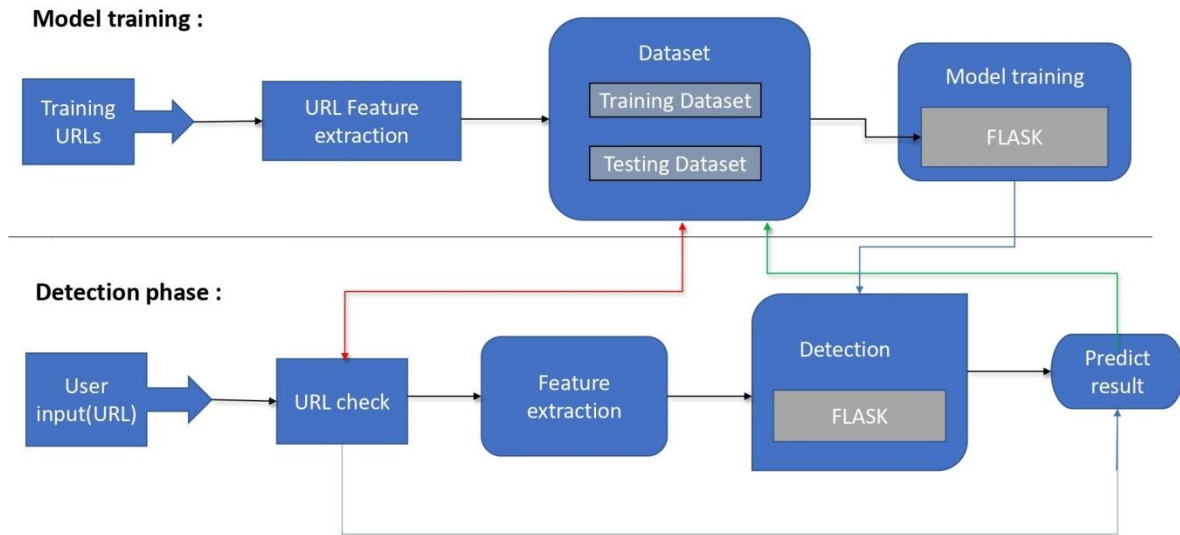 Model training :
Training
URLs
URL Feature
extraction
Dataset
Training Dataset
Testing Dataset
Model training
FLASK
Detection phase :
User
input(URL)
URL check
Feature
extraction
Detection
FLASK
Predict
result